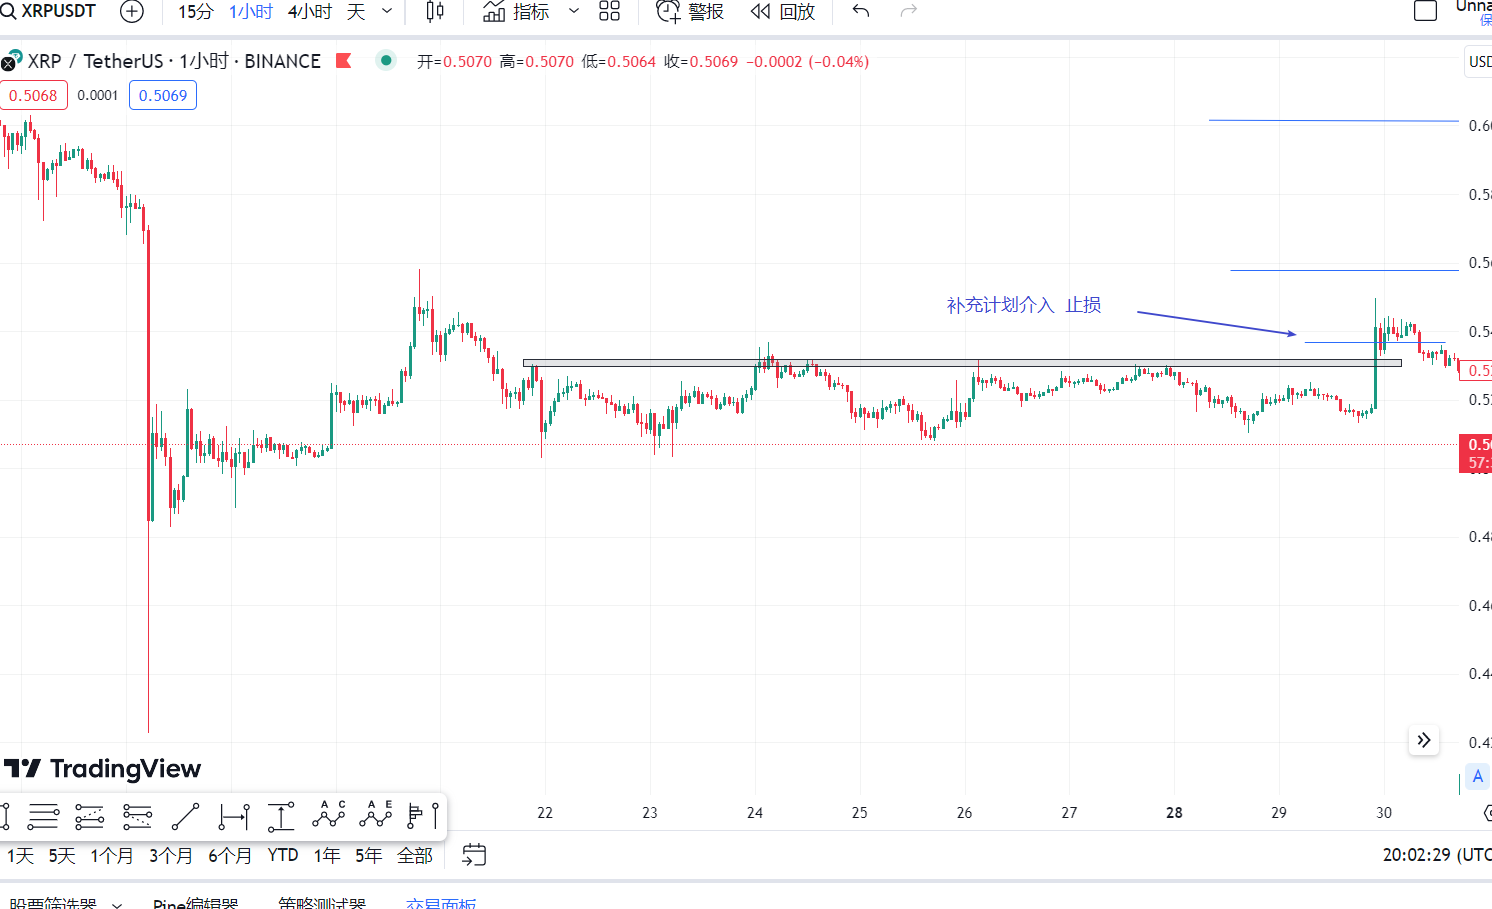 XRPUSDT 15分 1小时 4小时 天 指标 警报 回放 Unna
保
XRP / TetherUS · 1小时 · BINANCE 开=0.5070 高=0.5070 低=0.5064 收=0.5069 −0.0002 (−0.04%)
USD
0.5068 0.0001 0.5069
0.60
0.58
0.56
补充计划介入 止损
0.54
0.53
0.52
0.50
57:
0.48
0.46
0.44
0.42
TradingView
A
A C A E
22 23 24 25 26 27 28 29 30
1天 5天 1个月 3个月 6个月 YTD 1年 5年 全部 20:02:29 (UTC
股票筛选器 Pine编辑器 策略测试器 交易面板